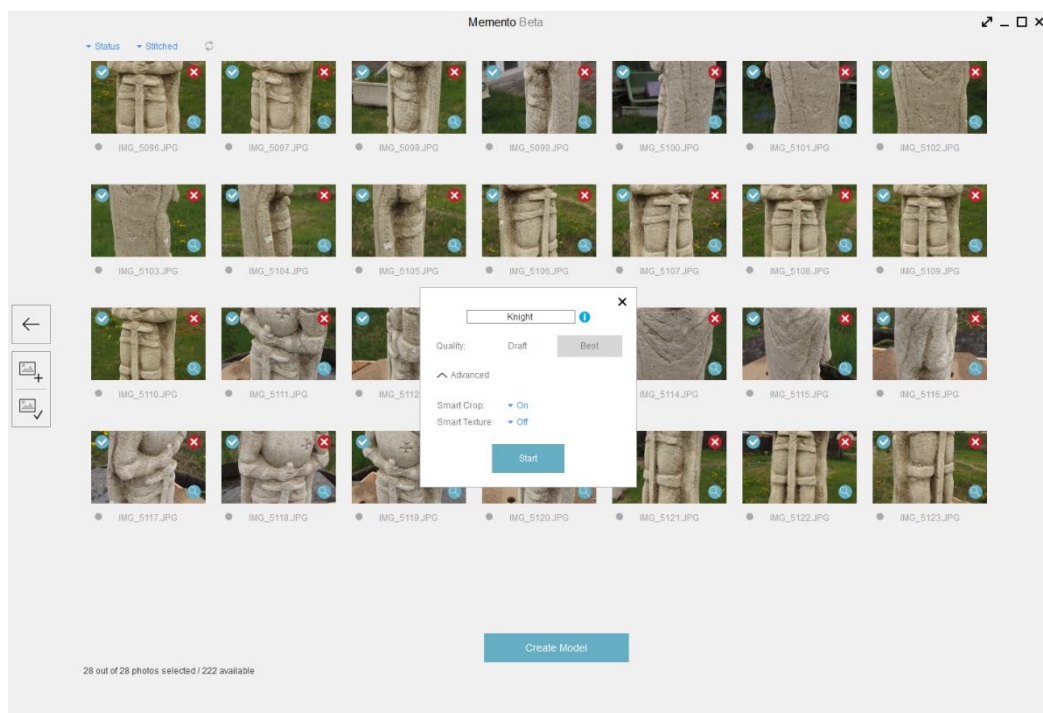 Memento Beta
Status Stitched
IMG_5096.JPG IMG_5097.JPG IMG_5098.JPG IMG_5099.JPG IMG_5100.JPG IMG_5101.JPG IMG_5102.JPG
IMG_5103.JPG IMG_5104.JPG IMG_5105.JPG IMG_5106.JPG IMG_5107.JPG IMG_5108.JPG IMG_5109.JPG
Knight
Quality: Draft Best
Advanced
IMG_5110.JPG IMG_5111.JPG IMG_5112 IMG_5114.JPG IMG_5115.JPG IMG_5116.JPG
Smart Crop: On
Smart Texture: Off
Start
IMG_5117.JPG IMG_5118.JPG IMG_5119.JPG IMG_5120.JPG IMG_5121.JPG IMG_5122.JPG IMG_5123.JPG
Create Model
28 out of 28 photos selected / 222 available